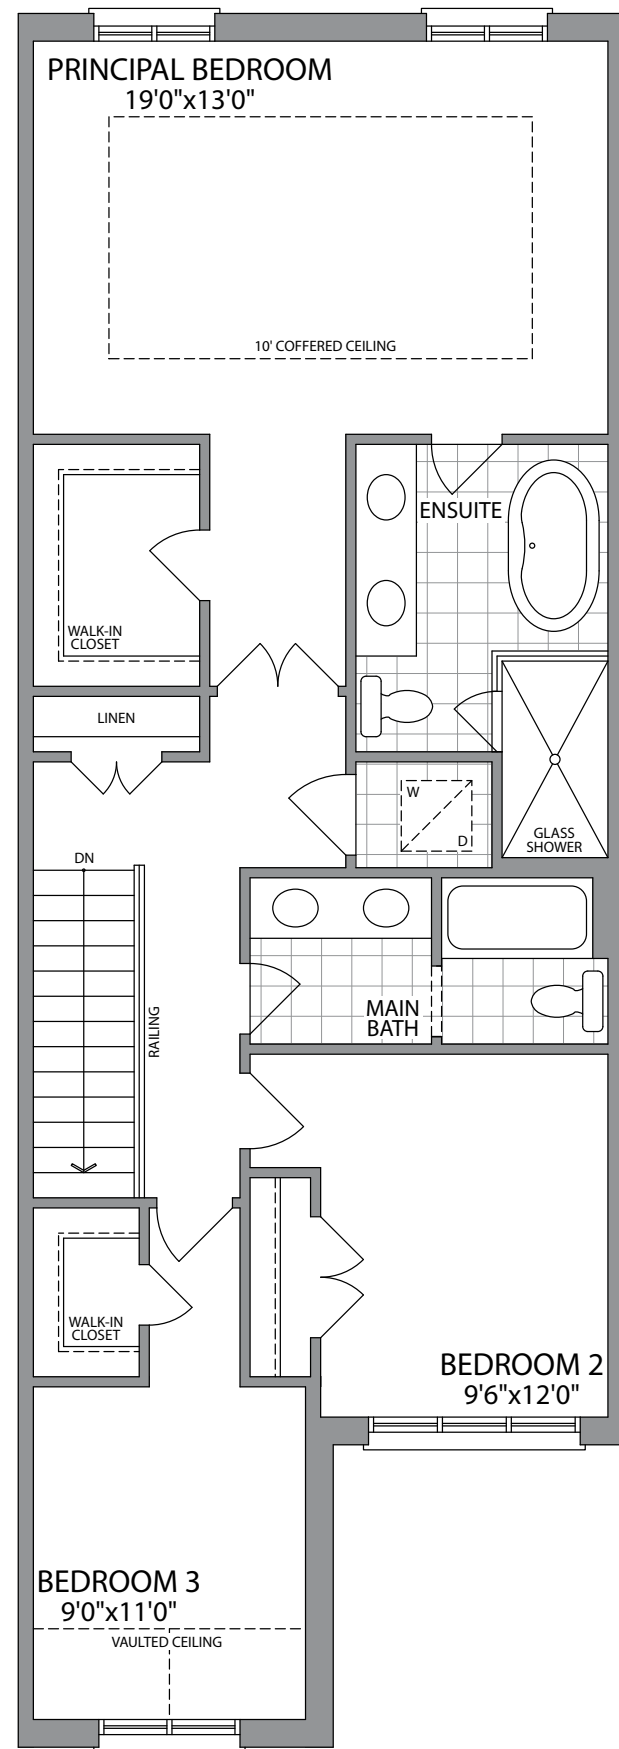 PRINCIPAL BEDROOM
19'0"x13'0"
10' COFFERED CEILING
ENSUITE
WALK-IN
CLOSET
LINEN
W
D
GLASS
SHOWER
DN
RAILING
MAIN
BATH
WALK-IN
CLOSET
BEDROOM 2
9'6"x12'0"
BEDROOM 3
9'0"x11'0"
VAULTED CEILING